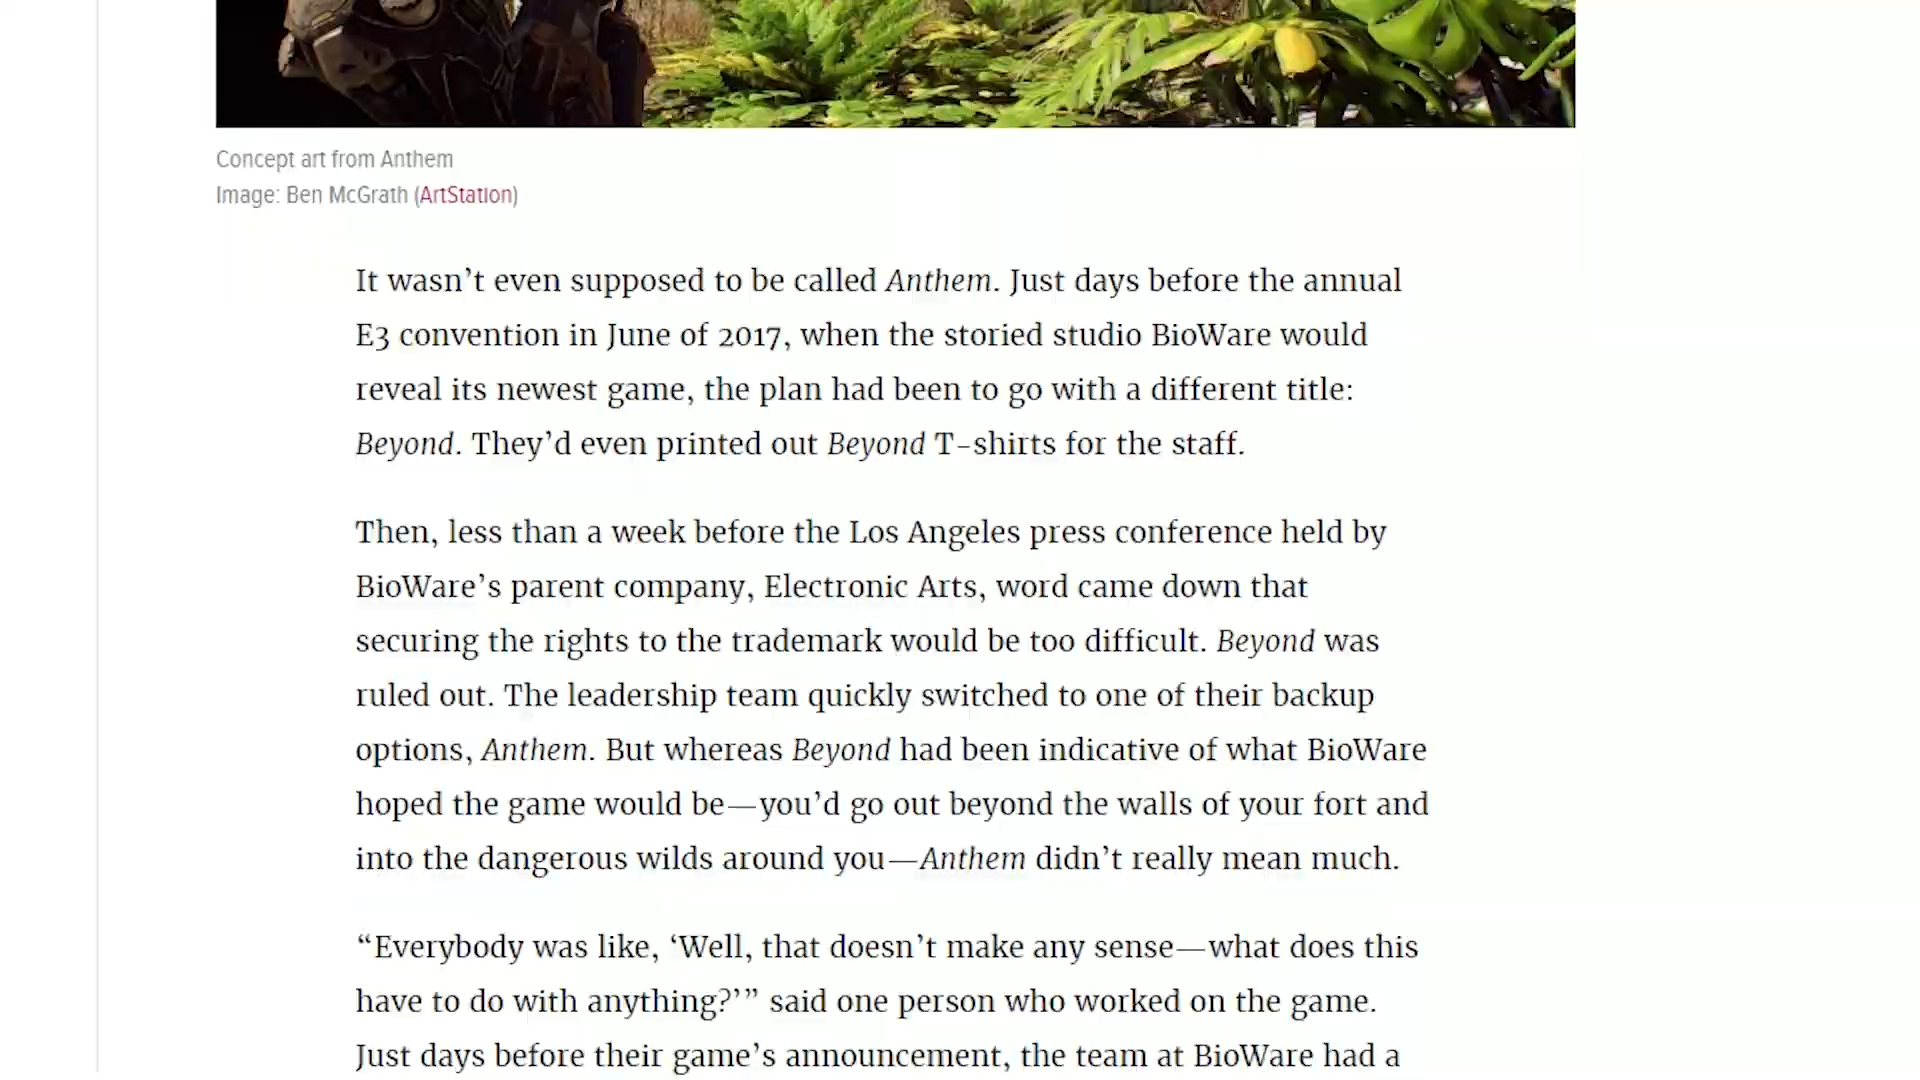 Concept art from Anthem
Image: Ben McGrath (ArtStation)
It wasn’t even supposed to be called Anthem. Just days before the annual
E3 convention in June of 2017, when the storied studio BioWare would
reveal its newest game, the plan had been to go with a different title:
Beyond. They’d even printed out Beyond T-shirts for the staff.
Then, less than a week before the Los Angeles press conference held by
BioWare’s parent company, Electronic Arts, word came down that
securing the rights to the trademark would be too difficult. Beyond was
ruled out. The leadership team quickly switched to one of their backup
options, Anthem. But whereas Beyond had been indicative of what BioWare
hoped the game would be—you’d go out beyond the walls of your fort and
into the dangerous wilds around you—Anthem didn’t really mean much.
“Everybody was like, ‘Well, that doesn’t make any sense—what does this
have to do with anything?’” said one person who worked on the game.
Just days before their game’s announcement, the team at BioWare had a